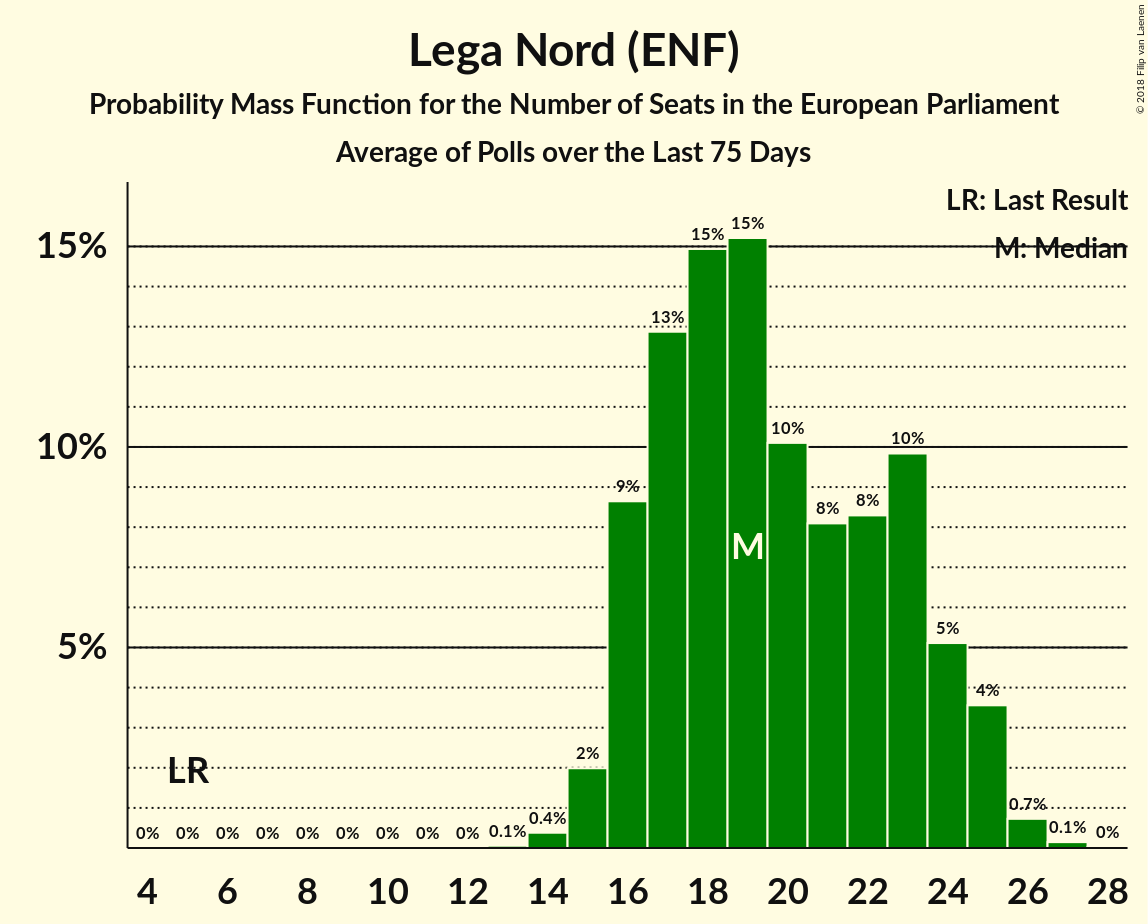 © 2018 Filip van Laenen
Lega Nord (ENF)
Probability Mass Function for the Number of Seats in the European Parliament
Average of Polls over the Last 75 Days
LR: Last Result
M: Median
15%
10%
5%
0% 0% 0% 0% 0% 0% 0% 0% 0% 0.1% 0.4% 2% 9% 13% 15% 15% 10% 8% 8% 10% 5% 4% 0.7% 0.1% 0%
LR
M
4 6 8 10 12 14 16 18 20 22 24 26 28